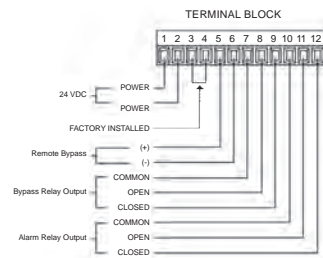 TERMINAL BLOCK
1 2 3 4 5 6 7 8 9 10 11 12
24 VDC
POWER
POWER
FACTORY INSTALLED
Remote Bypass
(+)
(-)
Bypass Relay Output
COMMON
OPEN
CLOSED
Alarm Relay Output
COMMON
OPEN
CLOSED